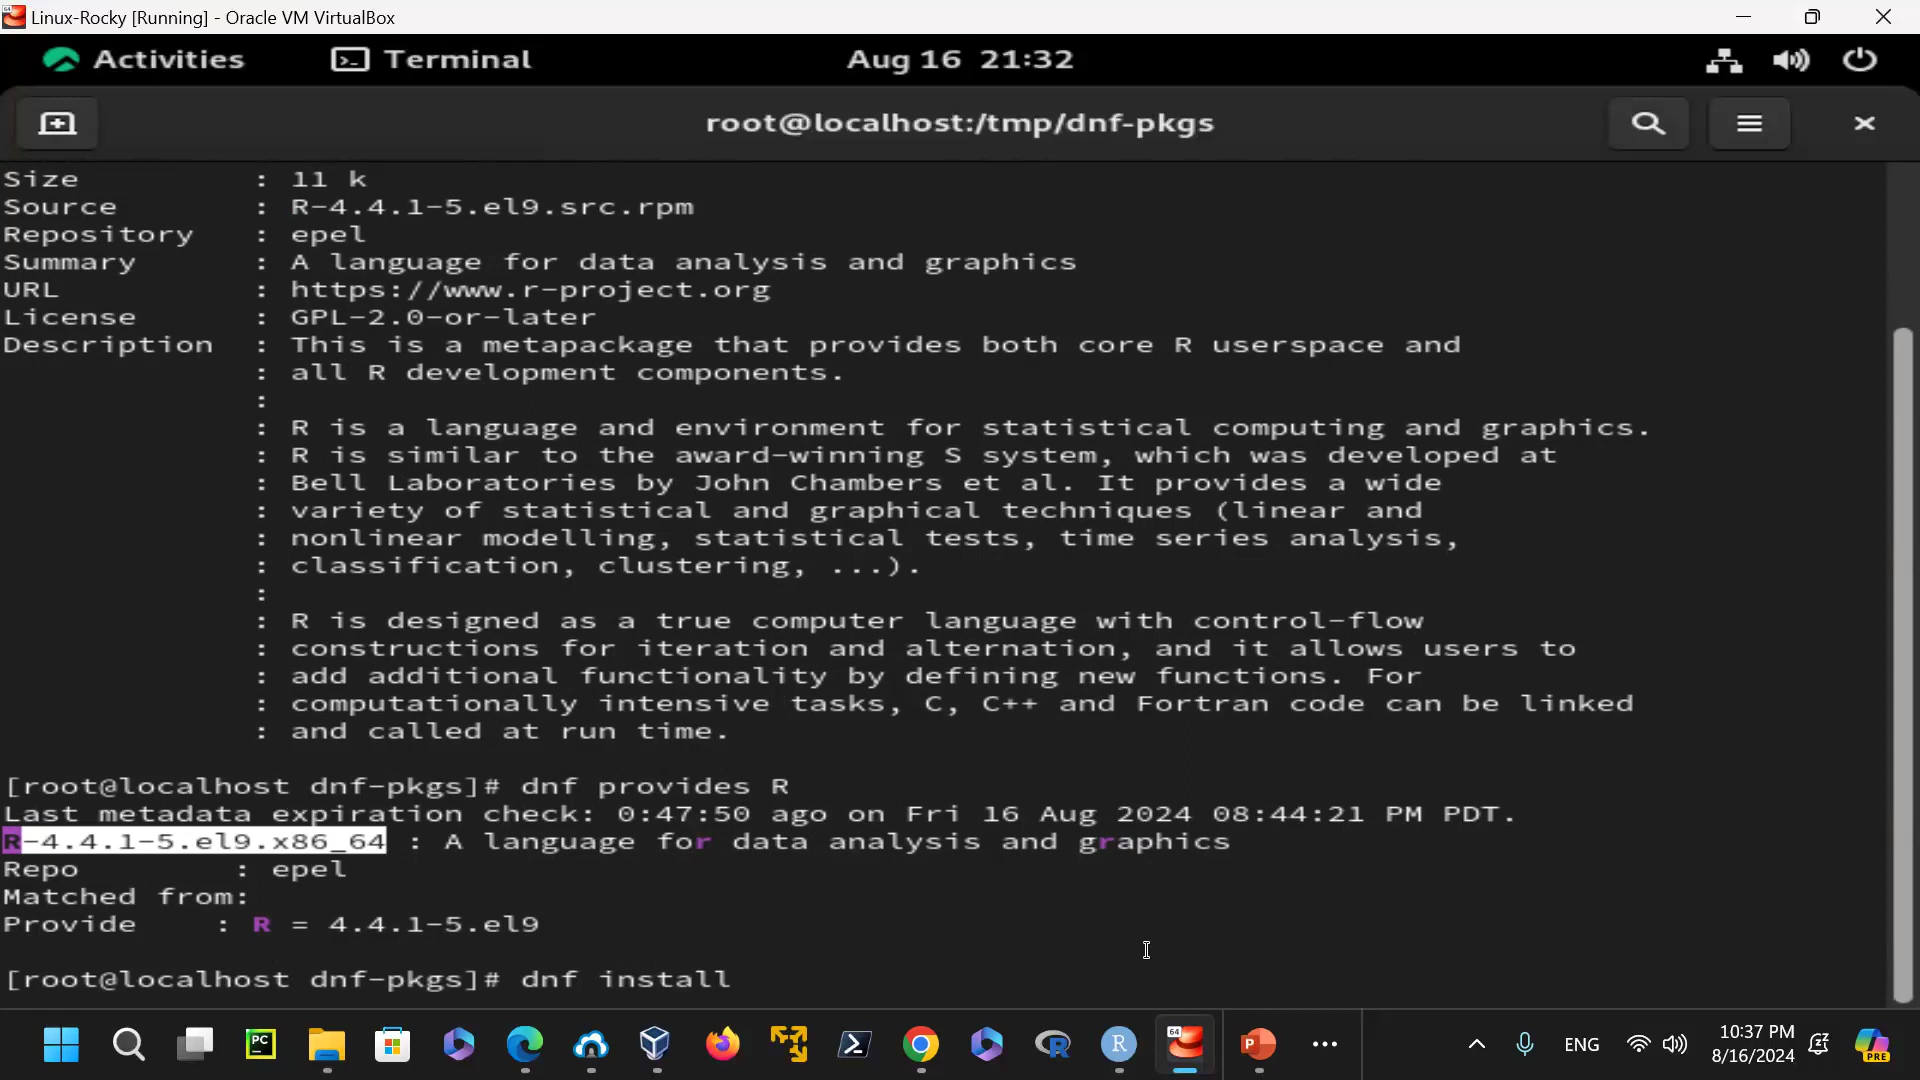 Linux-Rocky [Running] - Oracle VM VirtualBox
Activities Terminal Aug 16 21:32
root@localhost:/tmp/dnf-pkgs
Size : 11 k
Source : R-4.4.1-5.el9.src.rpm
Repository : epel
Summary : A language for data analysis and graphics
URL : https://www.r-project.org
License : GPL-2.0-or-later
Description : This is a metapackage that provides both core R userspace and
: all R development components.
:
: R is a language and environment for statistical computing and graphics.
: R is similar to the award-winning S system, which was developed at
: Bell Laboratories by John Chambers et al. It provides a wide
: variety of statistical and graphical techniques (linear and
: nonlinear modelling, statistical tests, time series analysis,
: classification, clustering, ...).
:
: R is designed as a true computer language with control-flow
: constructions for iteration and alternation, and it allows users to
: add additional functionality by defining new functions. For
: computationally intensive tasks, C, C++ and Fortran code can be linked
: and called at run time.
[root@localhost dnf-pkgs]# dnf provides R
Last metadata expiration check: 0:47:50 ago on Fri 16 Aug 2024 08:44:21 PM PDT.
R-4.4.1-5.el9.x86_64 : A language for data analysis and graphics
Repo : epel
Matched from:
Provide : R = 4.4.1-5.el9
[root@localhost dnf-pkgs]# dnf install
PC
R
R
64
P
ENG
10:37 PM
8/16/2024
PRE